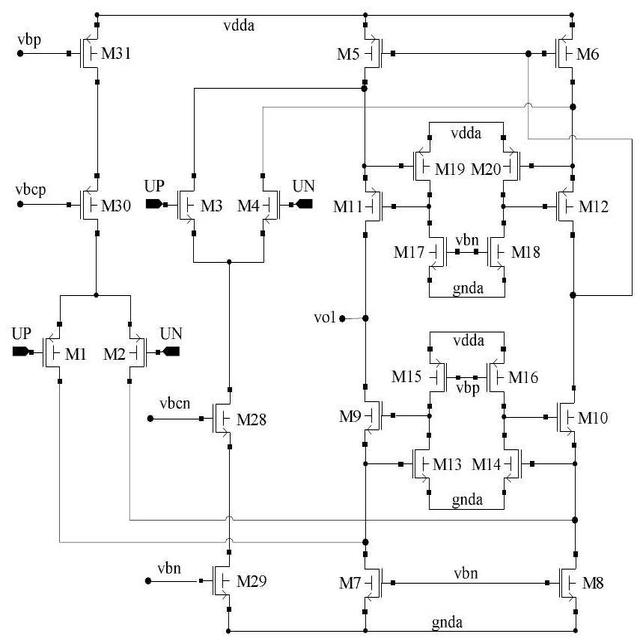 vdda
vbp M31 M5 M6
vdda
M19 M20
vbcp M30 UP M3 M4 UN M11 M12
M17 vbn M18
gnda
vo1
UP M1 M2 UN
vdda
M15 vbp M16
vbcn M28 M9 M10
M13 M14
gnda
vbn M29 M7 vbn M8
gnda